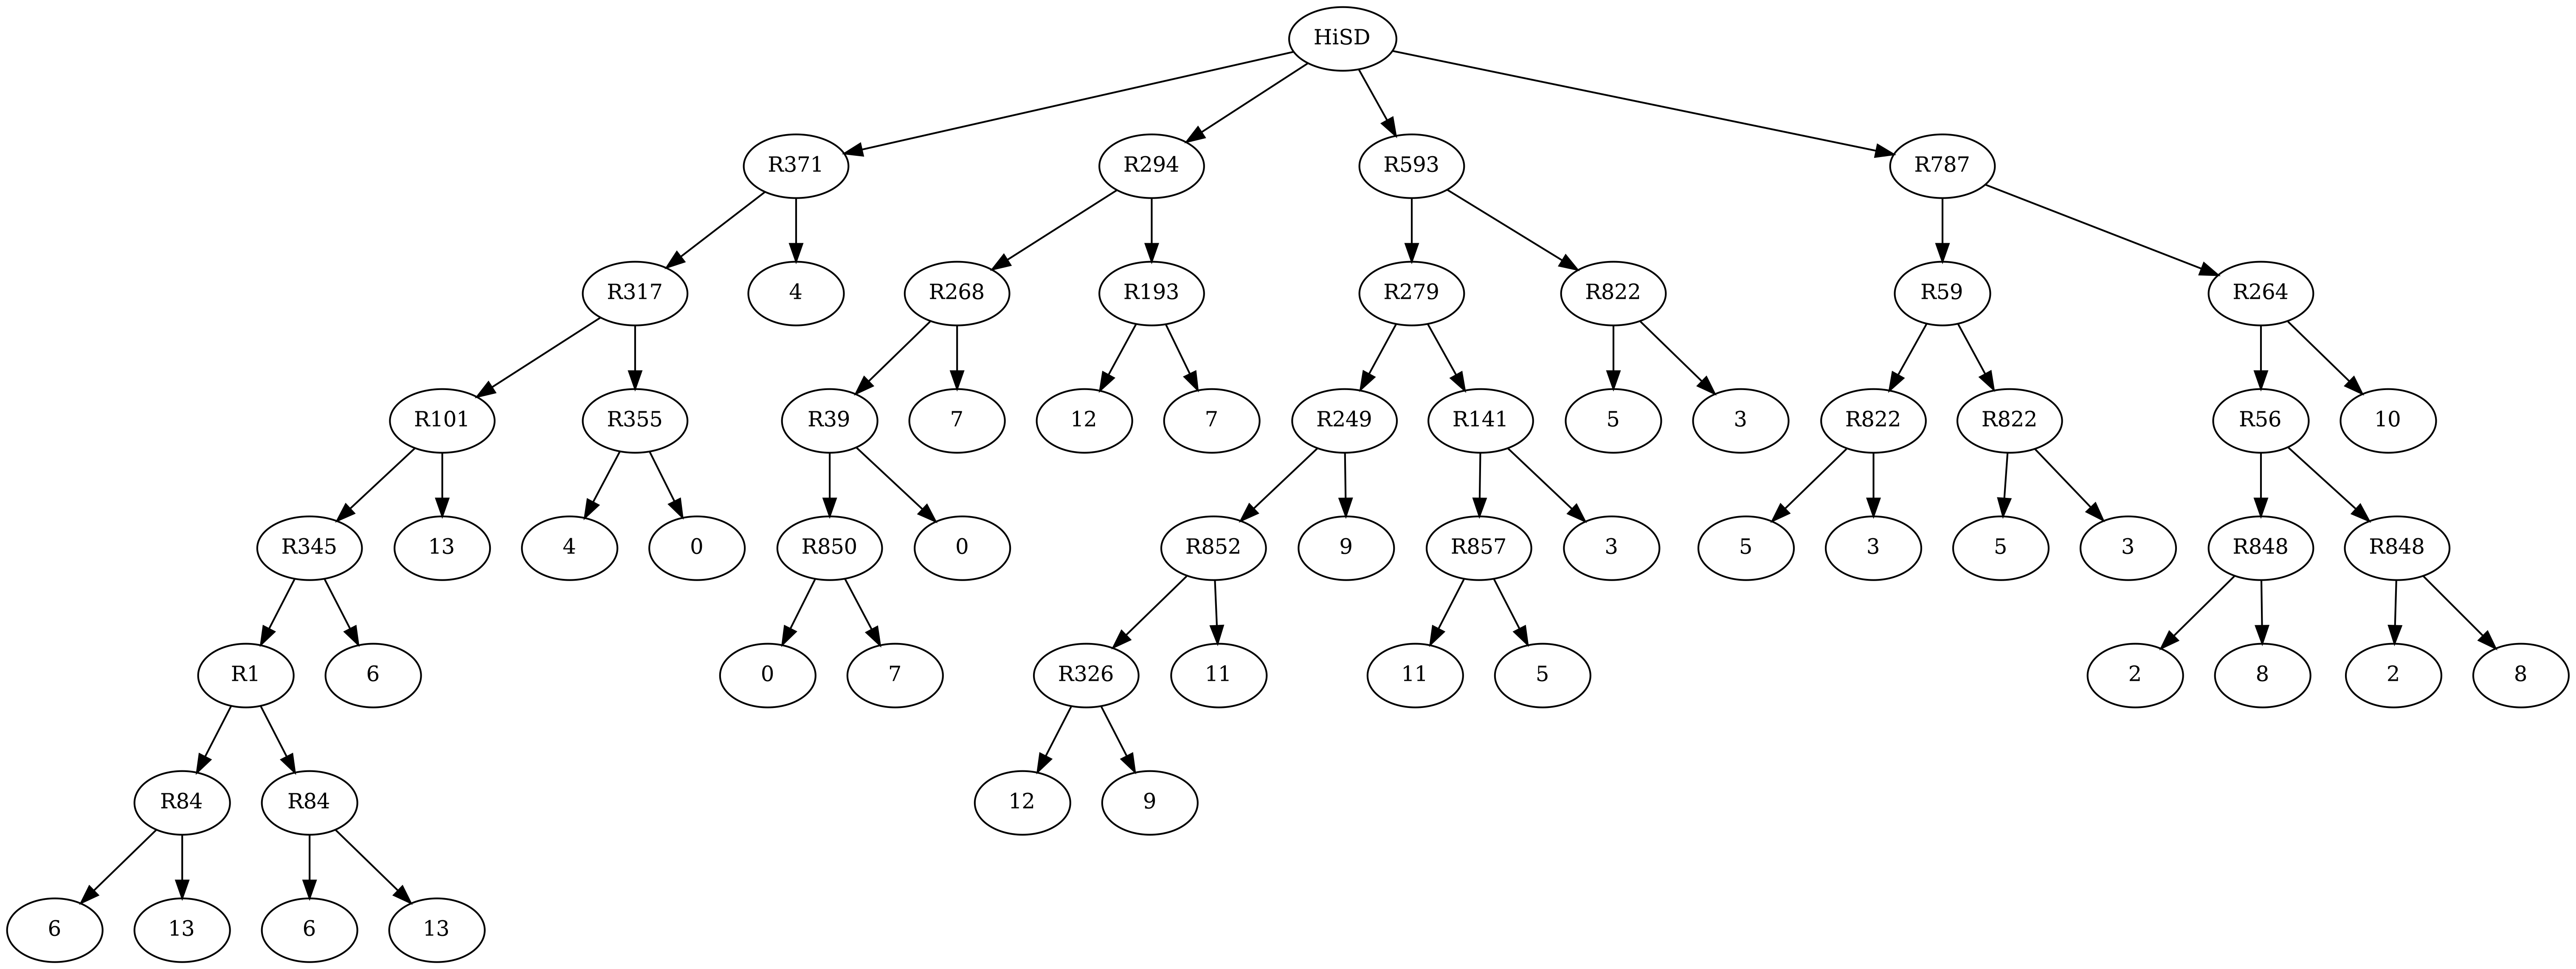 HiSD
R371 R294 R593 R787
R317 4 R268 R193 R279 R822 R59 R264
R101 R355 R39 7 12 7 R249 R141 5 3 R822 R822 R56 10
R345 13 4 0 R850 0 R852 9 R857 3 5 3 5 3 R848 R848
R1 6 0 7 R326 11 11 5 2 8 2 8
R84 R84 12 9
6 13 6 13